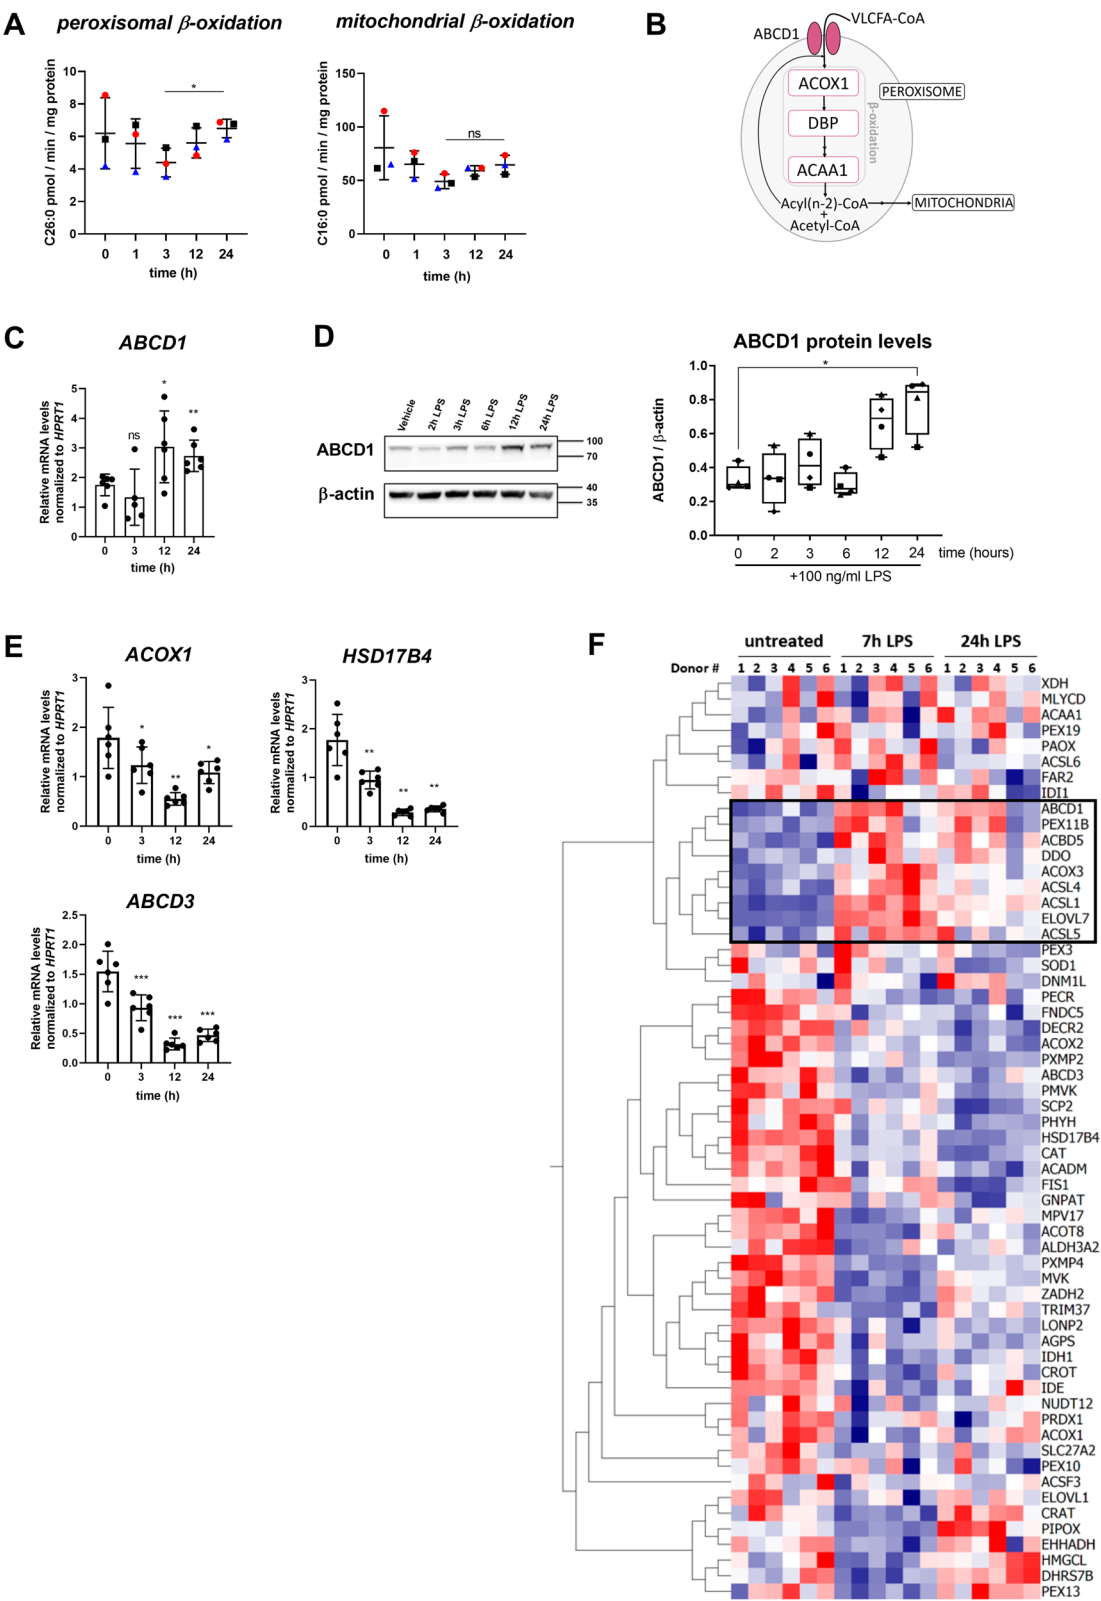 A
peroxisomal β-oxidation
C26:0 pmol / min / mg protein
10
8
6
4
2
0
*
0 1 3 12 24
time (h)
mitochondrial β-oxidation
C16:0 pmol / min / mg protein
150
100
50
0
ns
0 1 3 12 24
time (h)
B
ABCD1
VLCFA-CoA
ACOX1
DBP
ACAA1
β-oxidation
PEROXISOME
Acyl(n-2)-CoA
+
Acetyl-CoA
MITOCHONDRIA
C
ABCD1
Relative mRNA levels
normalized to HPRT1
5
4
3
2
1
0
ns
*
**
0 3 12 24
time (h)
D
Vehicle
2h LPS
3h LPS
6h LPS
12h LPS
24h LPS
ABCD1
100
70
β-actin
40
35
ABCD1 protein levels
ABCD1 / β-actin
1.0
0.8
0.6
0.4
0.2
0.0
*
0 2 3 6 12 24 time (hours)
+100 ng/ml LPS
E
ACOX1
Relative mRNA levels
normalized to HPRT1
3
2
1
0
*
**
*
0 3 12 24
time (h)
HSD17B4
Relative mRNA levels
normalized to HPRT1
3
2
1
0
**
**
**
0 3 12 24
time (h)
ABCD3
Relative mRNA levels
normalized to HPRT1
2.5
2.0
1.5
1.0
0.5
0.0
***
***
***
0 3 12 24
time (h)
F
untreated 7h LPS 24h LPS
Donor # 1 2 3 4 5 6 1 2 3 4 5 6 1 2 3 4 5 6
XDH
MLYCD
ACAA1
PEX19
PAOX
ACSL6
FAR2
IDI1
ABCD1
PEX11B
ACBD5
DDO
ACOX3
ACSL4
ACSL1
ELOVL7
ACSL5
PEX3
SOD1
DNM1L
PECR
FNDC5
DECR2
ACOX2
PXMP2
ABCD3
PMVK
SCP2
PHYH
HSD17B4
CAT
ACADM
FIS1
GNPAT
MPV17
ACOT8
ALDH3A2
PXMP4
MVK
ZADH2
TRIM37
LONP2
AGPS
IDH1
CROT
IDE
NUDT12
PRDX1
ACOX1
SLC27A2
PEX10
ACSF3
ELOVL1
CRAT
PIPOX
EHHADH
HMGCL
DHRS7B
PEX13